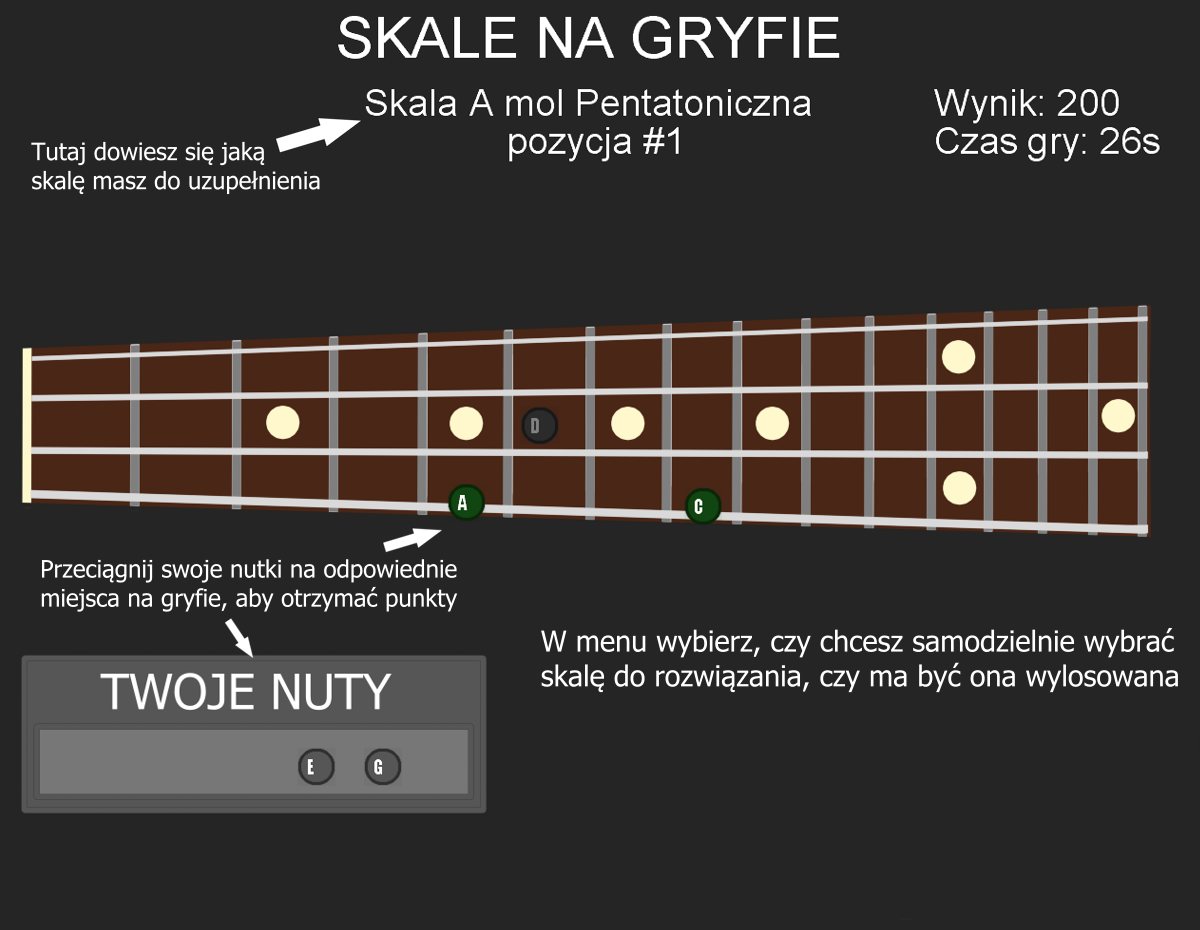 SKALE NA GRYFIE
Skala A mol Pentatoniczna
pozycja #1
Wynik: 200
Czas gry: 26s
Tutaj dowiesz się jaką
skalę masz do uzupełnienia
D
A
C
Przeciągnij swoje nutki na odpowiednie
miejsca na gryfie, aby otrzymać punkty
W menu wybierz, czy chcesz samodzielnie wybrać
skalę do rozwiązania, czy ma być ona wylosowana
TWOJE NUTY
E G